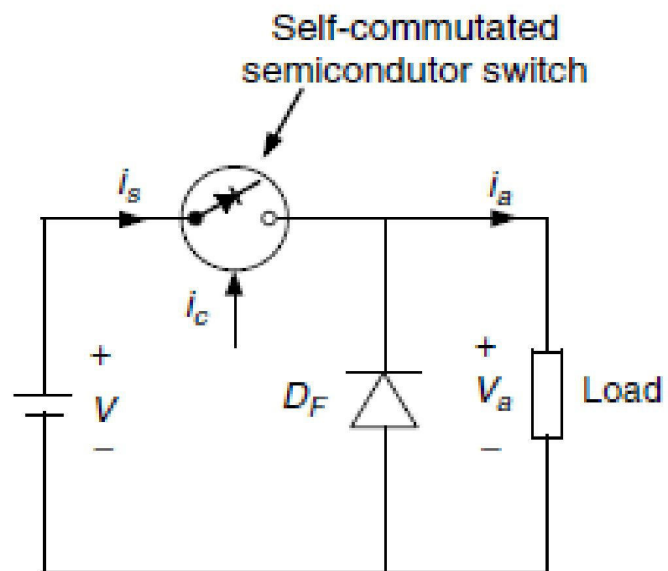 Self-commutated
semicondutor switch
i_s
i_a
i_c
+
V
−
D_F
+
V_a
−
Load